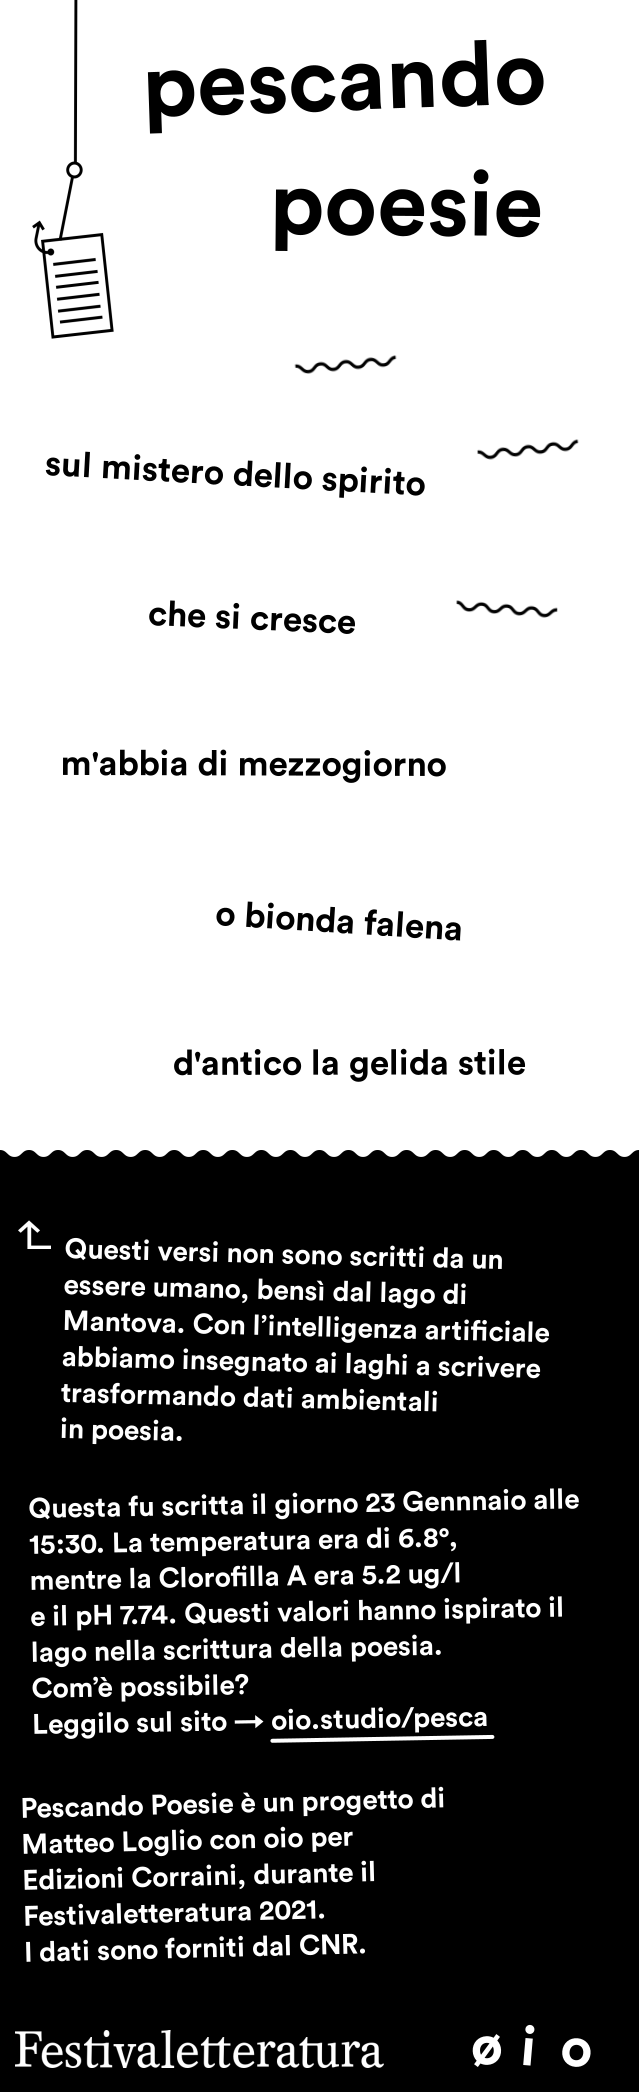 pescando
poesie
sul mistero dello spirito
che si cresce
m'abbia di mezzogiorno
o bionda falena
d'antico la gelida stile
Questi versi non sono scritti da un
essere umano, bensì dal lago di
Mantova. Con l’intelligenza artificiale
abbiamo insegnato ai laghi a scrivere
trasformando dati ambientali
in poesia.
Questa fu scritta il giorno 23 Gennnaio alle
15:30. La temperatura era di 6.8°,
mentre la Clorofilla A era 5.2 ug/l
e il pH 7.74. Questi valori hanno ispirato il
lago nella scrittura della poesia.
Com’è possibile?
Leggilo sul sito → oio.studio/pesca
Pescando Poesie è un progetto di
Matteo Loglio con oio per
Edizioni Corraini, durante il
Festivaletteratura 2021.
I dati sono forniti dal CNR.
Festivaletteratura ø i o